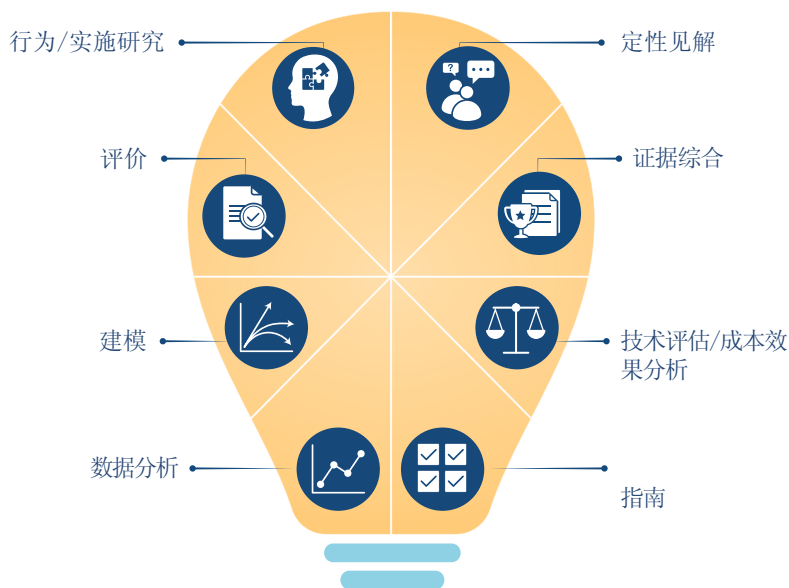 行为/实施研究
定性见解
评价
证据综合
?
建模
技术评估/成本效
果分析
数据分析
指南